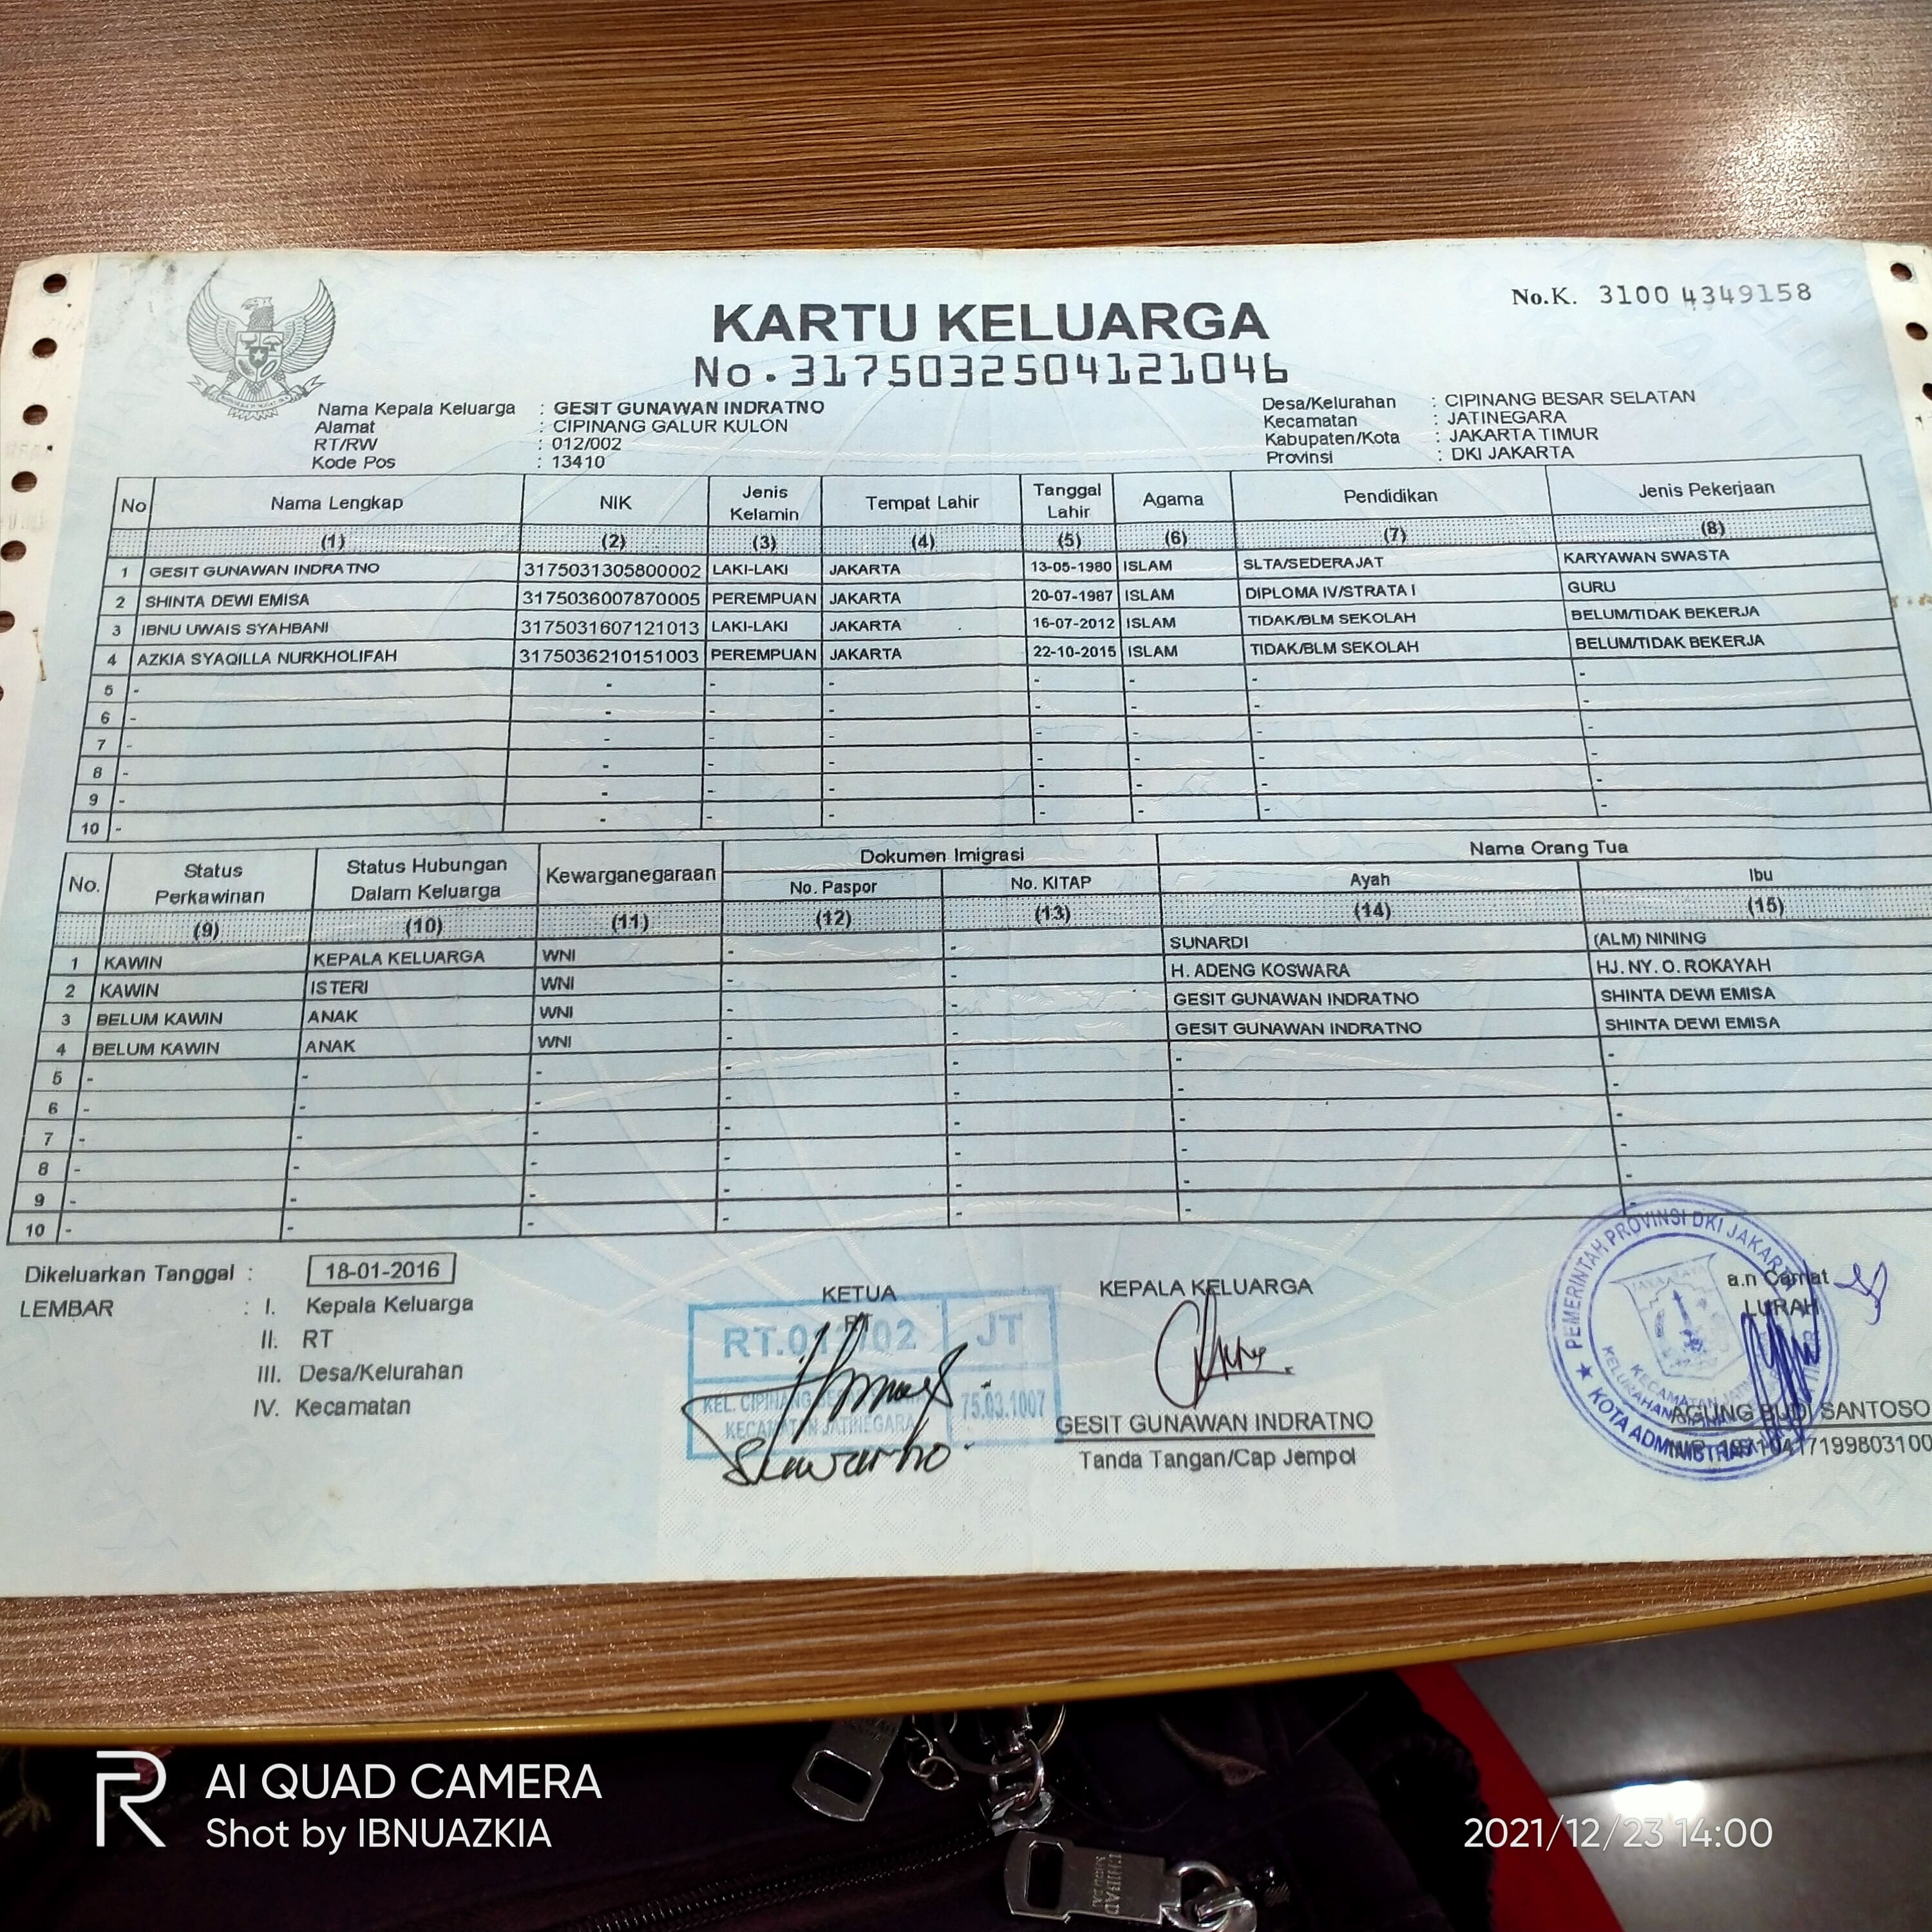 No.K. 3100 4349158
KARTU KELUARGA
No.3175032504121046
Nama Kepala Keluarga : GESIT GUNAWAN INDRATNO
Alamat : CIPINANG GALUR KULON
RT/RW : 012/002
Kode Pos : 13410
Desa/Kelurahan : CIPINANG BESAR SELATAN
Kecamatan : JATINEGARA
Kabupaten/Kota : JAKARTA TIMUR
Provinsi : DKI JAKARTA
No Nama Lengkap NIK Jenis Kelamin Tempat Lahir Tanggal Lahir Agama Pendidikan Jenis Pekerjaan
(1) (2) (3) (4) (5) (6) (7) (8)
1 GESIT GUNAWAN INDRATNO 3175031305800002 LAKI-LAKI JAKARTA 13-05-1980 ISLAM SLTA/SEDERAJAT KARYAWAN SWASTA
2 SHINTA DEWI EMISA 3175036007870005 PEREMPUAN JAKARTA 20-07-1987 ISLAM DIPLOMA IV/STRATA I GURU
3 IBNU UWAIS SYAHBANI 3175031607121013 LAKI-LAKI JAKARTA 16-07-2012 ISLAM TIDAK/BLM SEKOLAH BELUM/TIDAK BEKERJA
4 AZKIA SYAQILLA NURKHOLIFAH 3175036210151003 PEREMPUAN JAKARTA 22-10-2015 ISLAM TIDAK/BLM SEKOLAH BELUM/TIDAK BEKERJA
5 - - - - - - - -
6 - - - - - - - -
7 - - - - - - - -
8 - - - - - - - -
9 - - - - - - - -
10 - - - - - - - -
No. Status Perkawinan Status Hubungan Dalam Keluarga Kewarganegaraan Dokumen Imigrasi Nama Orang Tua
No. Paspor No. KITAP Ayah Ibu
(9) (10) (11) (12) (13) (14) (15)
1 KAWIN KEPALA KELUARGA WNI - - SUNARDI (ALM) NINING
2 KAWIN ISTERI WNI - - H. ADENG KOSWARA HJ. NY. O. ROKAYAH
3 BELUM KAWIN ANAK WNI - - GESIT GUNAWAN INDRATNO SHINTA DEWI EMISA
4 BELUM KAWIN ANAK WNI - - GESIT GUNAWAN INDRATNO SHINTA DEWI EMISA
5 - - - - - - -
6 - - - - - - -
7 - - - - - - -
8 - - - - - - -
9 - - - - - - -
10 - - - - - - -
Dikeluarkan Tanggal : 18-01-2016
LEMBAR : I. Kepala Keluarga
II. RT
III. Desa/Kelurahan
IV. Kecamatan
KETUA
RT
JT
KEL. CIPINANG
KECAMATAN JATINEGARA
75.03.1007
KEPALA KELUARGA
GESIT GUNAWAN INDRATNO
Tanda Tangan/Cap Jempol
PEMERINTAH PROVINSI DKI JAKARTA
KOTA ADMINISTRASI
a.n Camat
LURAH
AGUNG BUDI SANTOSO
AI QUAD CAMERA
Shot by IBNUAZKIA
2021/12/23 14:00